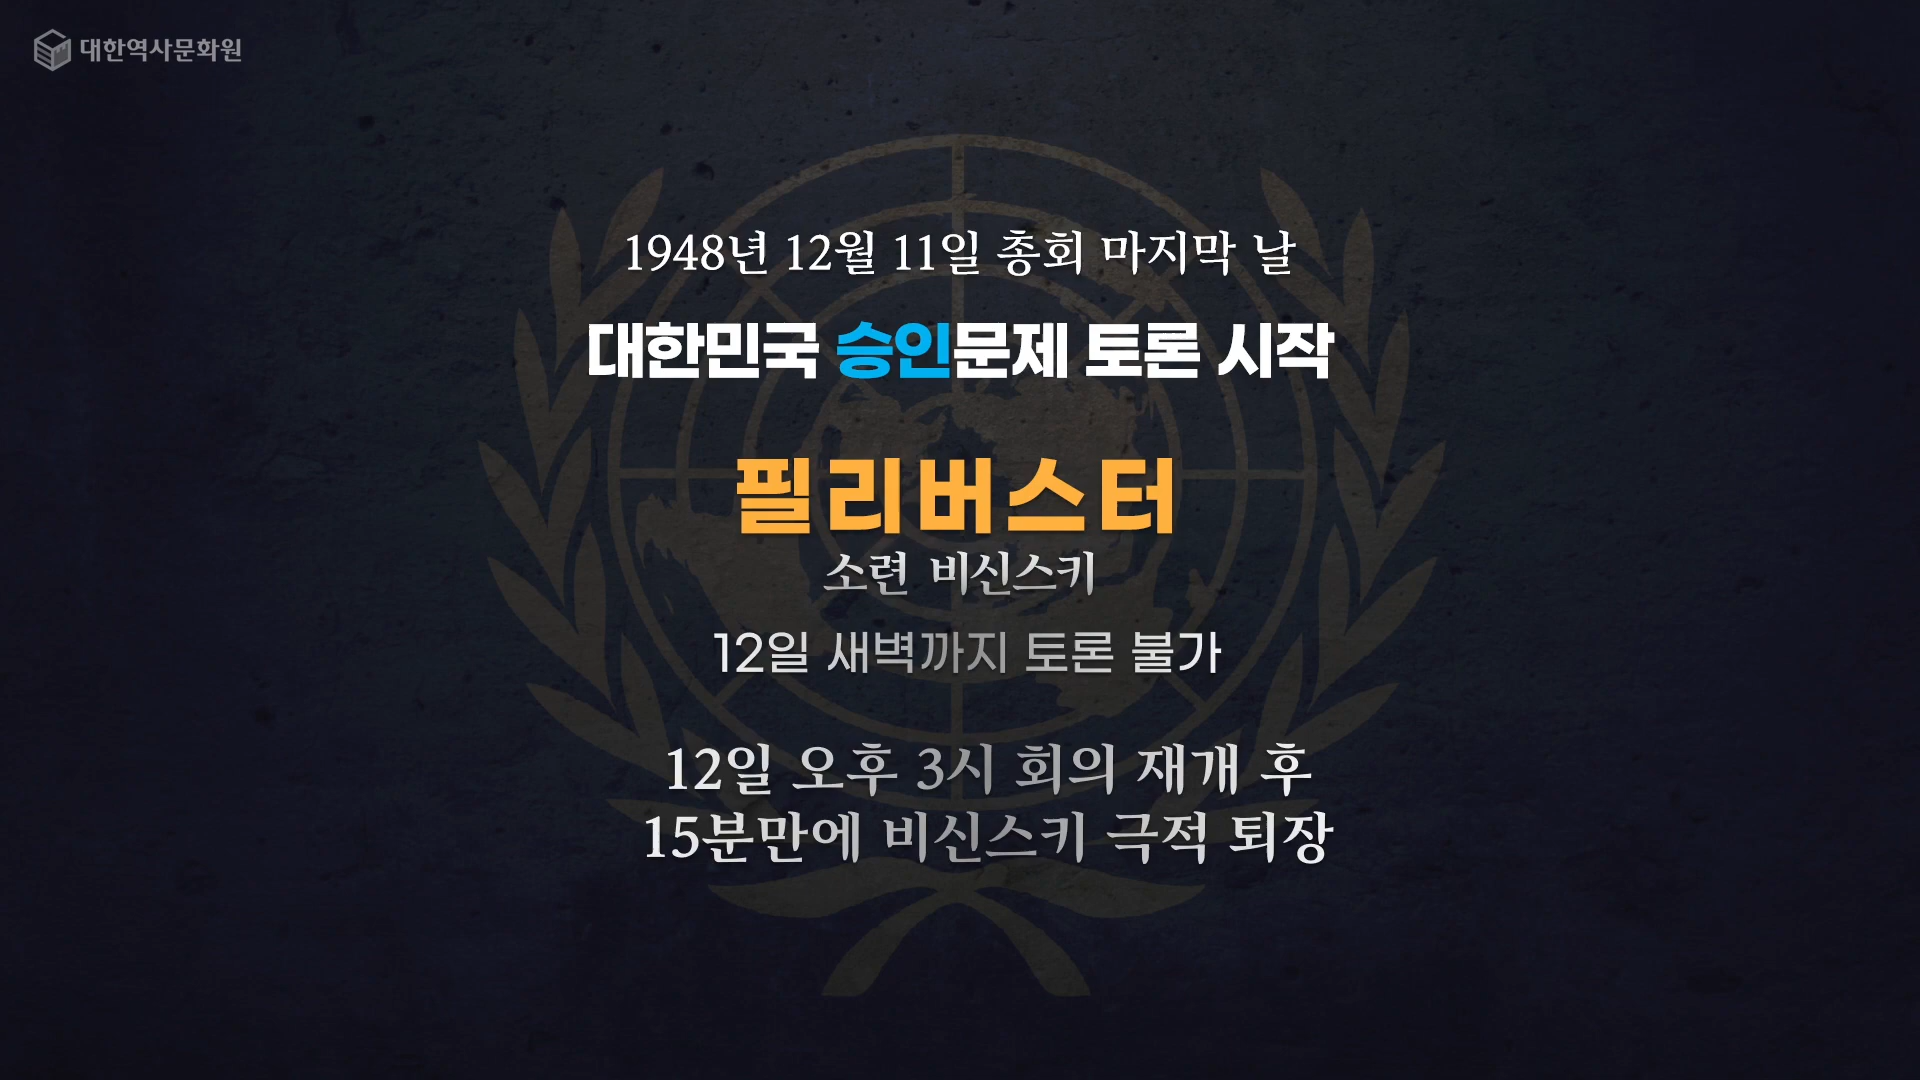 대한역사문화원
1948년 12월 11일 총회 마지막 날
대한민국 승인문제 토론 시작
필리버스터
소련 비신스키
12일 새벽까지 토론 불가
12일 오후 3시 회의 재개 후
15분만에 비신스키 극적 퇴장